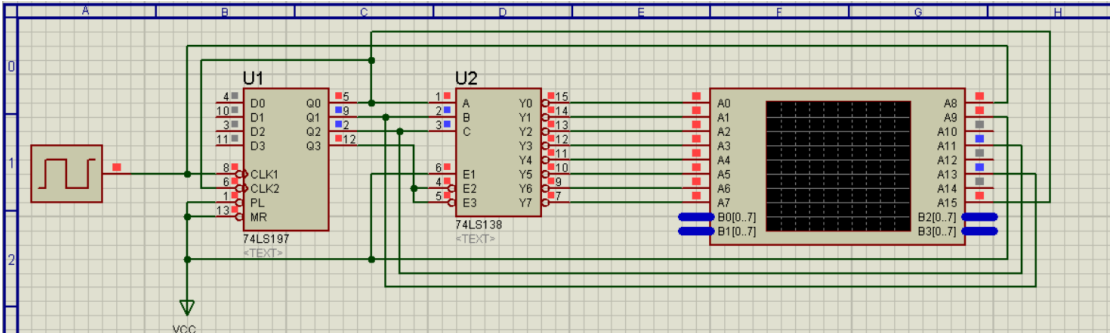 A B C D E F G H
0
1
2
U1
4 D0 Q0 5
10 D1 Q1 9
3 D2 Q2 2
11 D3 Q3 12
8 CLK1
6 CLK2
1 PL
13 MR
74LS197
<TEXT>
U2
1 A Y0 15
2 B Y1 14
3 C Y2 13
Y3 12
Y4 11
6 E1 Y5 10
4 E2 Y6 9
5 E3 Y7 7
74LS138
<TEXT>
A0 A8
A1 A9
A2 A10
A3 A11
A4 A12
A5 A13
A6 A14
A7 A15
B0[0..7] B2[0..7]
B1[0..7] B3[0..7]
VCC